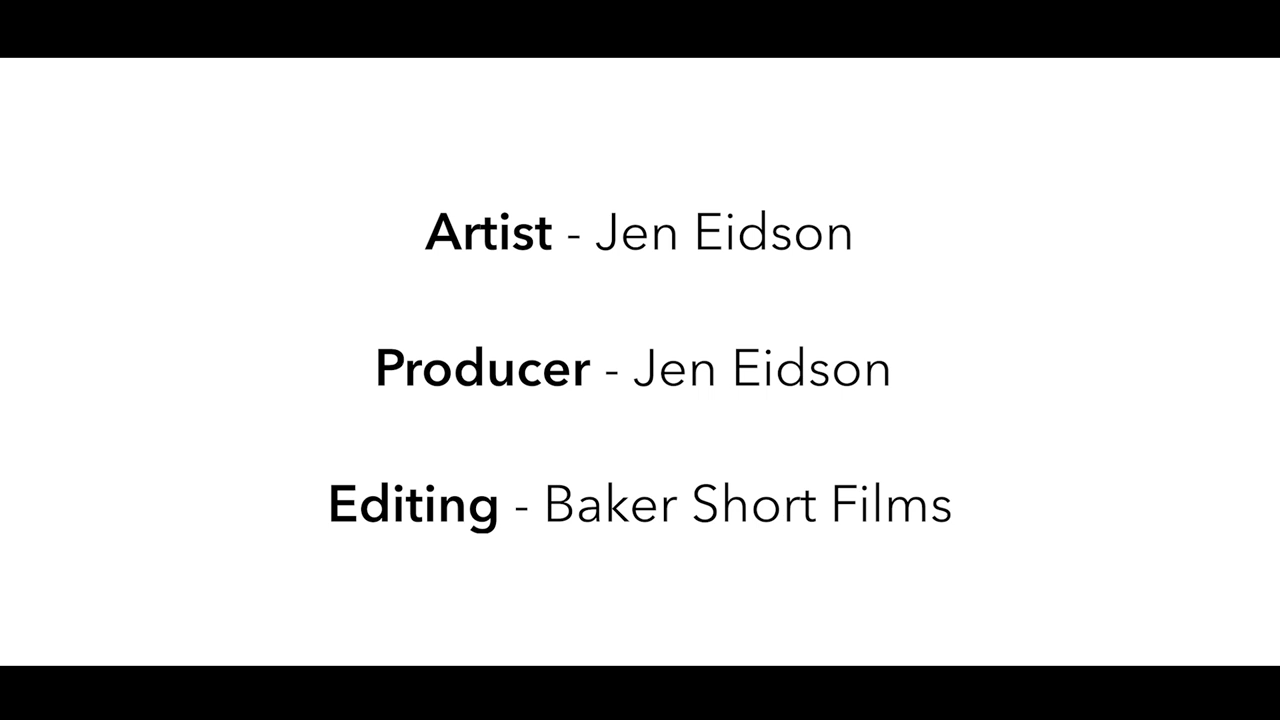 Artist - Jen Eidson
Producer - Jen Eidson
Editing - Baker Short Films